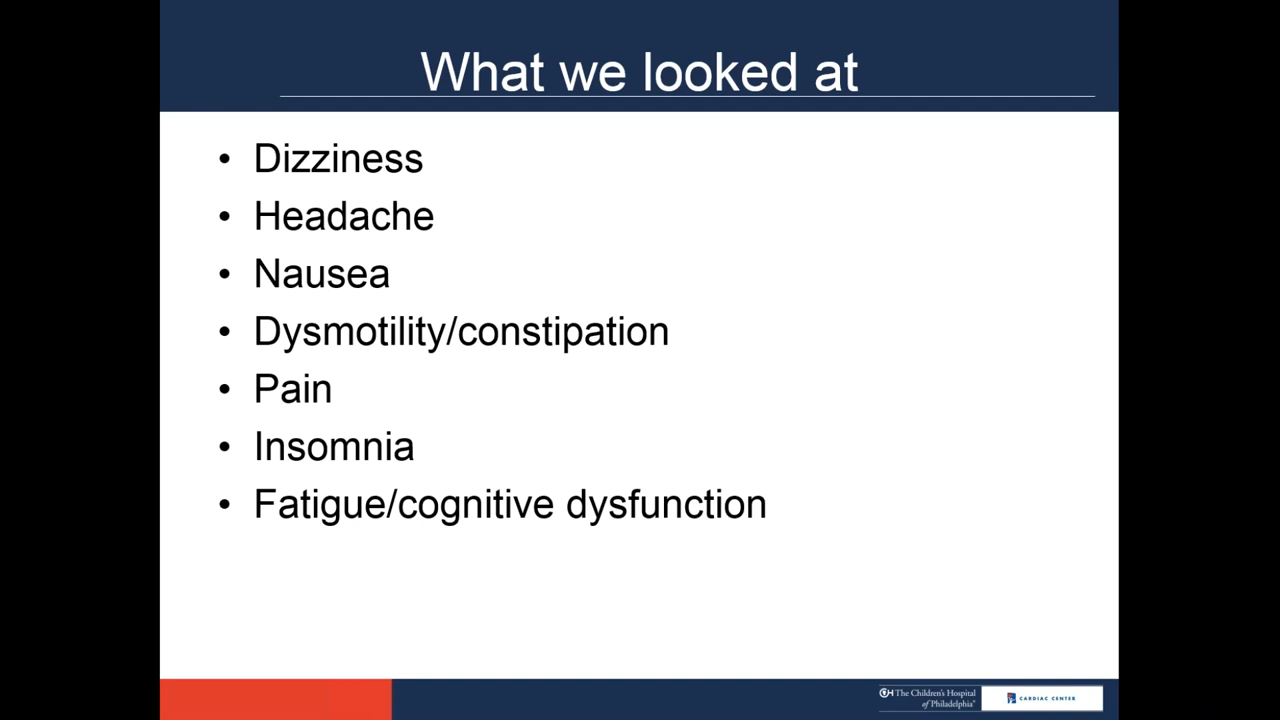 What we looked at
• Dizziness
• Headache
• Nausea
• Dysmotility/constipation
• Pain
• Insomnia
• Fatigue/cognitive dysfunction
The Children's Hospital
of Philadelphia
CARDIAC CENTER